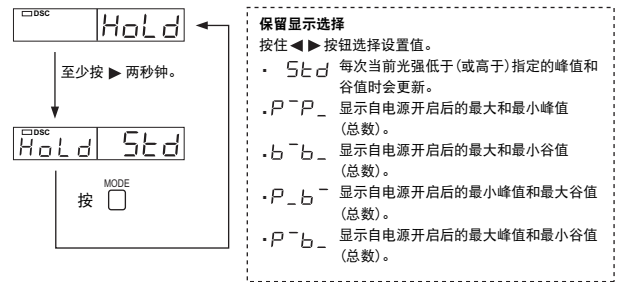 DSC
HoLd
至少按 ▶ 两秒钟。
DSC
HoLd Std
按 MODE
保留显示选择
按住 ◀ ▶ 按钮选择设置值。
· Std 每次当前光强低于(或高于)指定的峰值和
谷值时会更新。
·P¯P_ 显示自电源开启后的最大和最小峰值
(总数)。
·b¯b_ 显示自电源开启后的最大和最小谷值
(总数)。
·P_b¯ 显示自电源开启后的最小峰值和最大谷值
(总数)。
·P¯b_ 显示自电源开启后的最大峰值和最小谷值
(总数)。